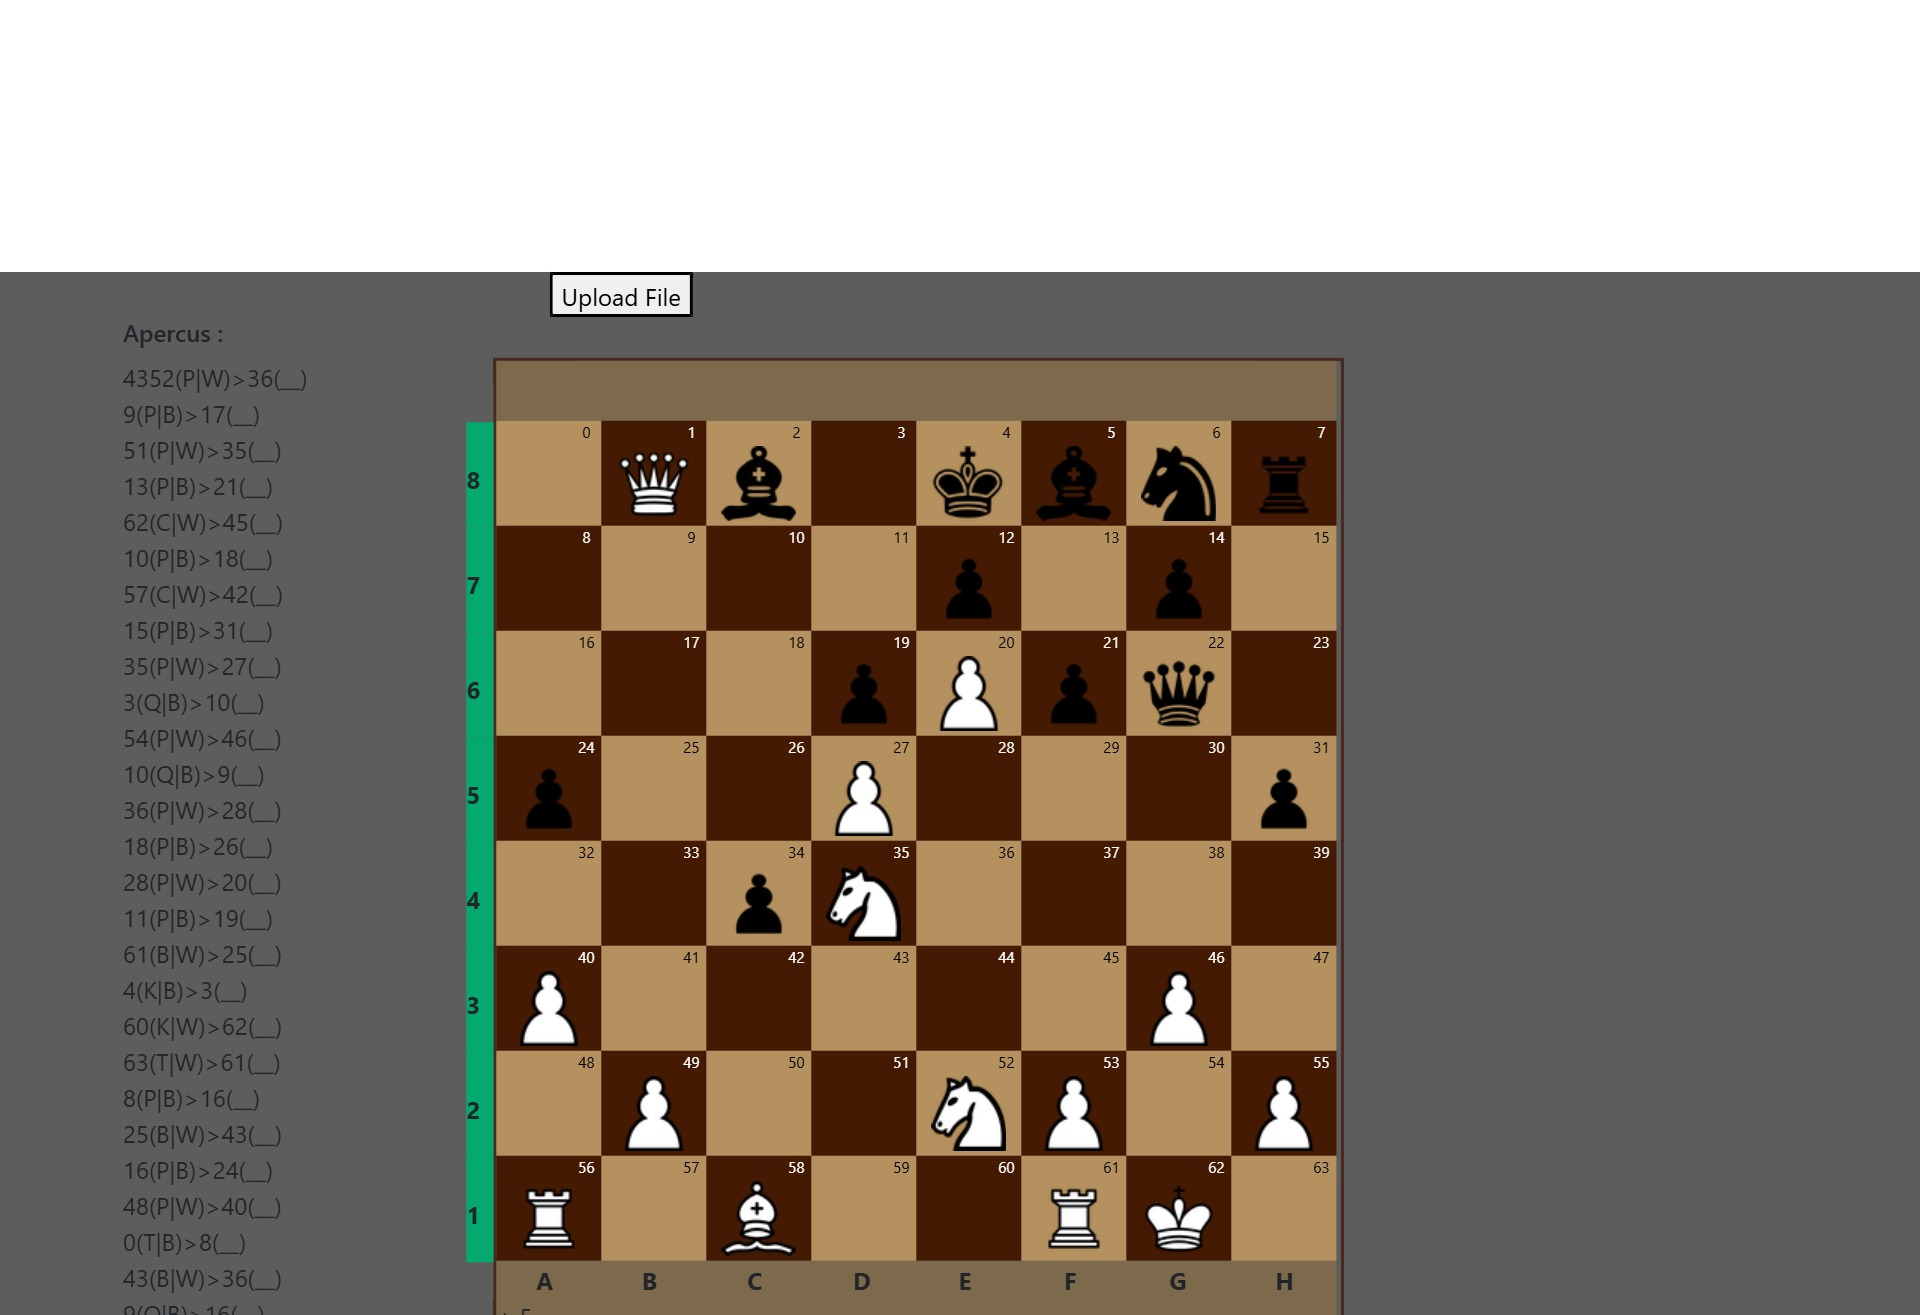 Upload File
Apercus :
4352(P|W)>36(__)
9(P|B)>17(__)
51(P|W)>35(__)
13(P|B)>21(__)
62(C|W)>45(__)
10(P|B)>18(__)
57(C|W)>42(__)
15(P|B)>31(__)
35(P|W)>27(__)
3(Q|B)>10(__)
54(P|W)>46(__)
10(Q|B)>9(__)
36(P|W)>28(__)
18(P|B)>26(__)
28(P|W)>20(__)
11(P|B)>19(__)
61(B|W)>25(__)
4(K|B)>3(__)
60(K|W)>62(__)
63(T|W)>61(__)
8(P|B)>16(__)
25(B|W)>43(__)
16(P|B)>24(__)
48(P|W)>40(__)
0(T|B)>8(__)
43(B|W)>36(__)
9(Q|B)>16(__)
0 1 2 3 4 5 6 7
8
8 9 10 11 12 13 14 15
7
16 17 18 19 20 21 22 23
6
24 25 26 27 28 29 30 31
5
32 33 34 35 36 37 38 39
4
40 41 42 43 44 45 46 47
3
48 49 50 51 52 53 54 55
2
56 57 58 59 60 61 62 63
1
A B C D E F G H